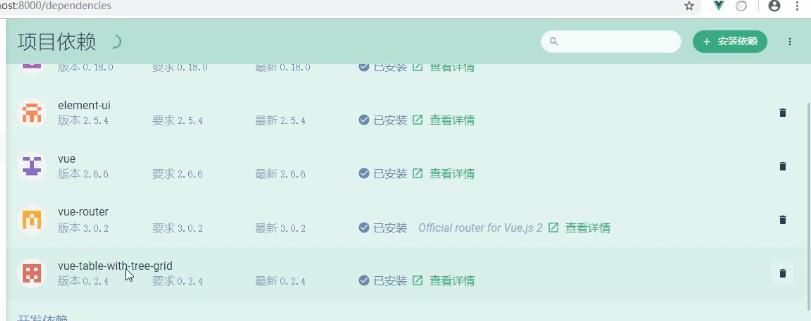 ost:8000/dependencies
项目依赖
+ 安装依赖
版本 0.18.0 要求 0.18.0 最新 0.18.0 已安装 查看详情
element-ui
版本 2.5.4 要求 2.5.4 最新 2.5.4 已安装 查看详情
vue
版本 2.6.6 要求 2.6.6 最新 2.6.6 已安装 查看详情
vue-router
版本 3.0.2 要求 3.0.2 最新 3.0.2 已安装 Official router for Vue.js 2 查看详情
vue-table-with-tree-grid
版本 0.2.4 要求 0.2.4 最新 0.2.4 已安装 查看详情
开发依赖